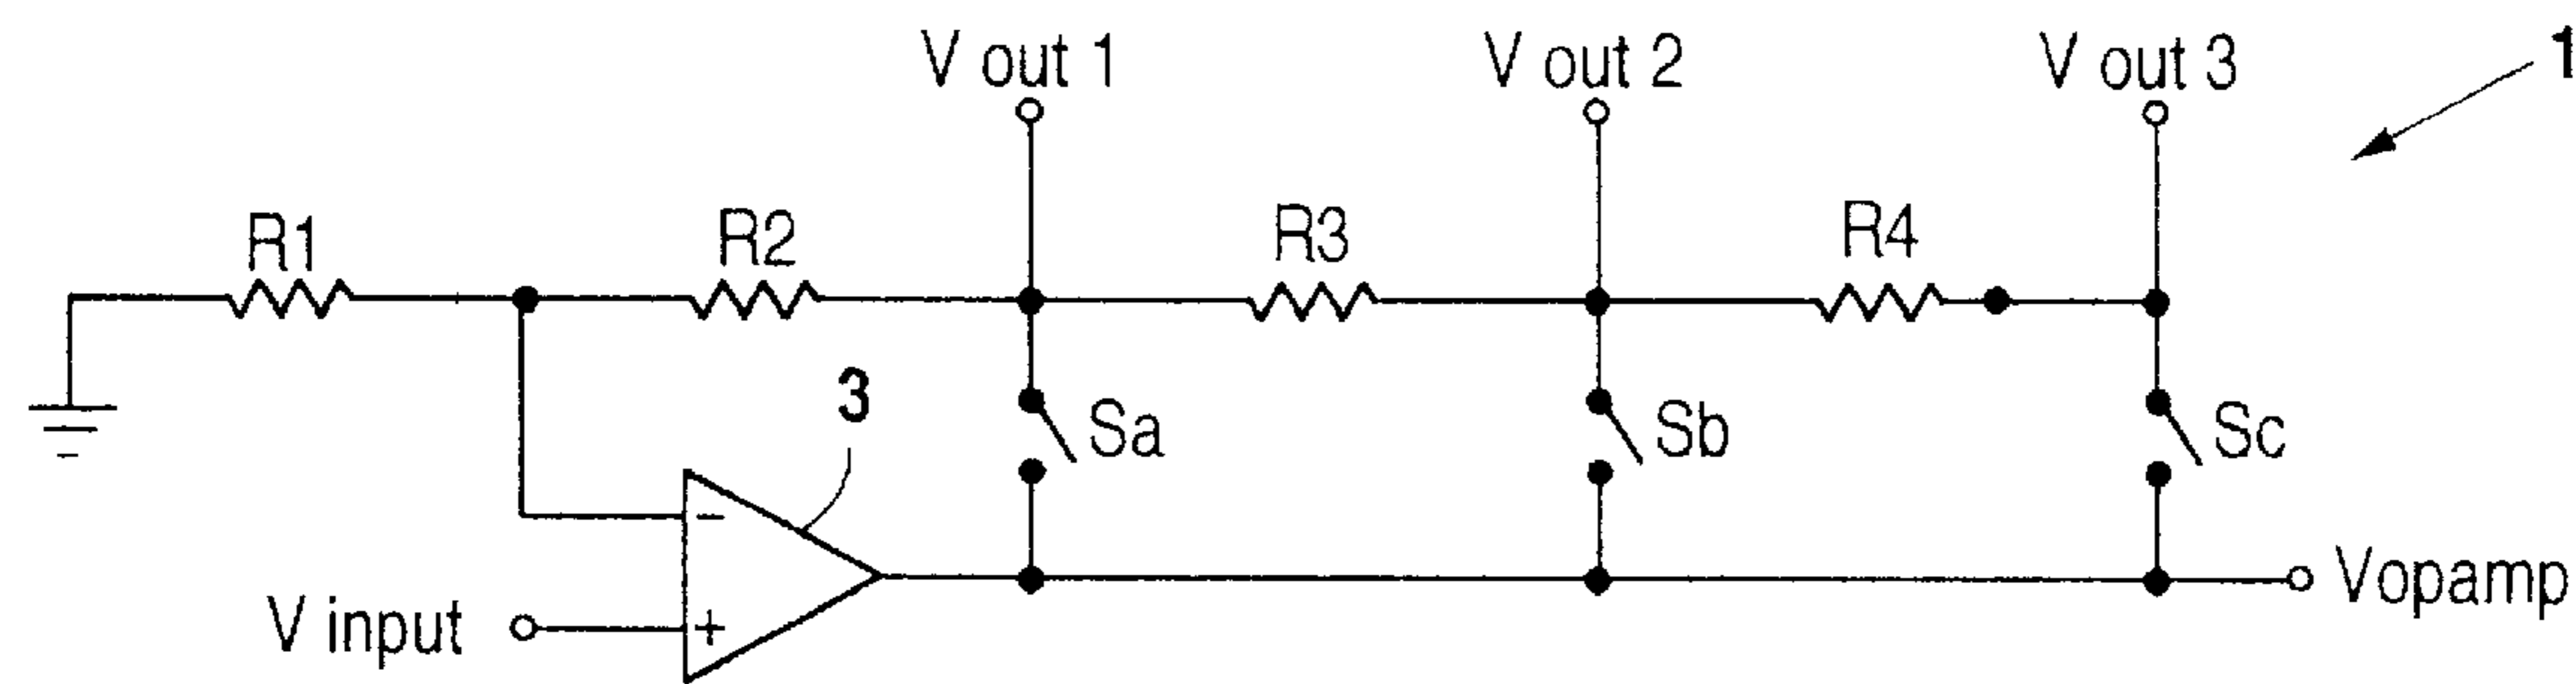 V out 1 V out 2 V out 3 1
R1 R2 R3 R4
3
Sa Sb Sc
-
+
V input
Vopamp